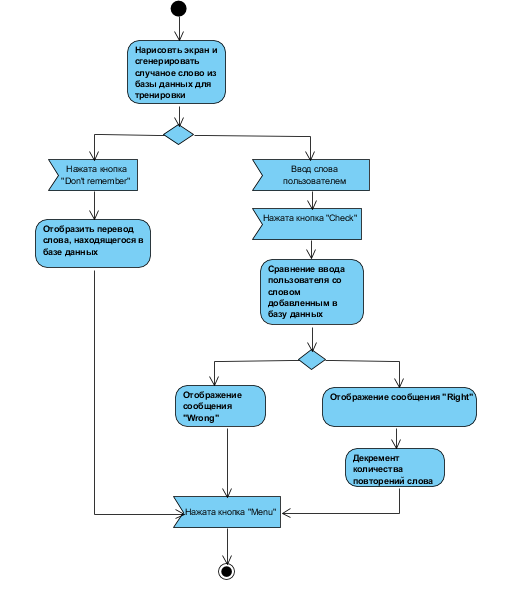 Нарисовть экран и
сгенерировать
случаное слово из
базы данных для
тренировки
Нажата кнопка
"Don't remember"
Ввод слова
пользователем
Отобразить перевод
слова, находящегося в
базе данных
Нажата кнопка "Check"
Сравнение ввода
пользователя со
словом
добавленным в
базу данных
Отображение
сообщения
"Wrong"
Отображение сообщения "Right"
Декремент
количества
повторений слова
Нажата кнопка "Menu"